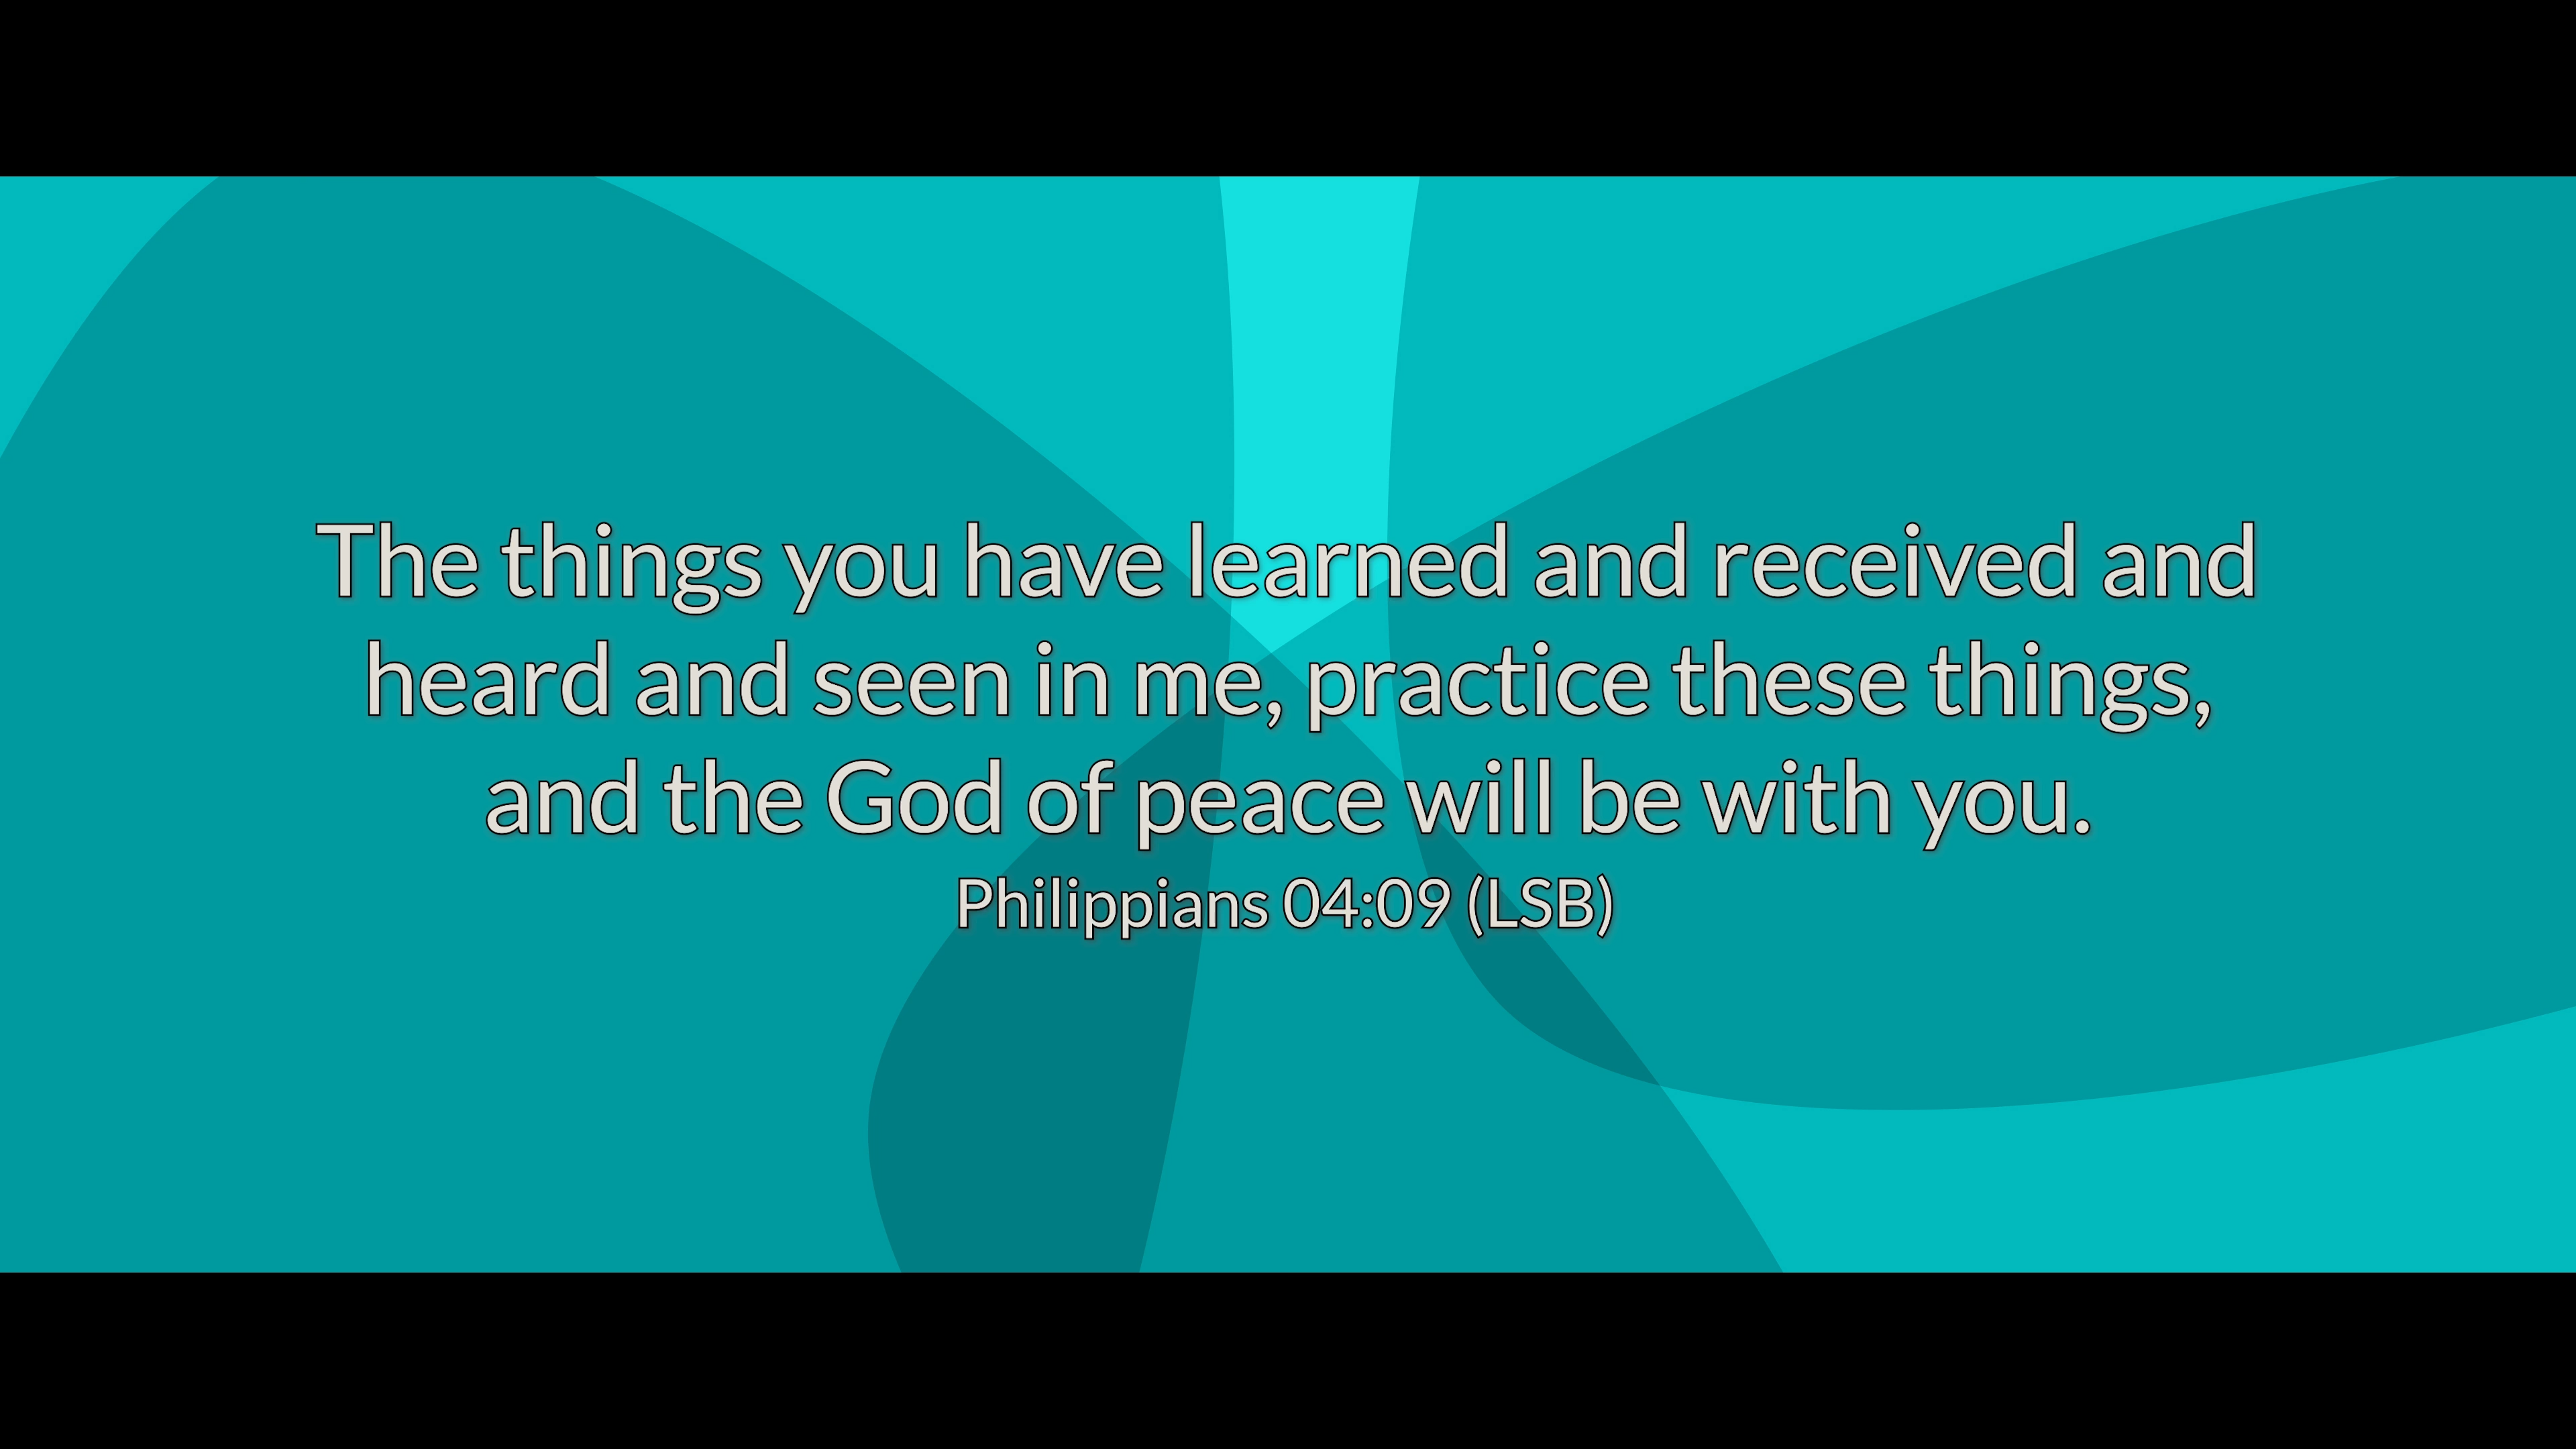 The things you have learned and received and
heard and seen in me, practice these things,
and the God of peace will be with you.
Philippians 04:09 (LSB)